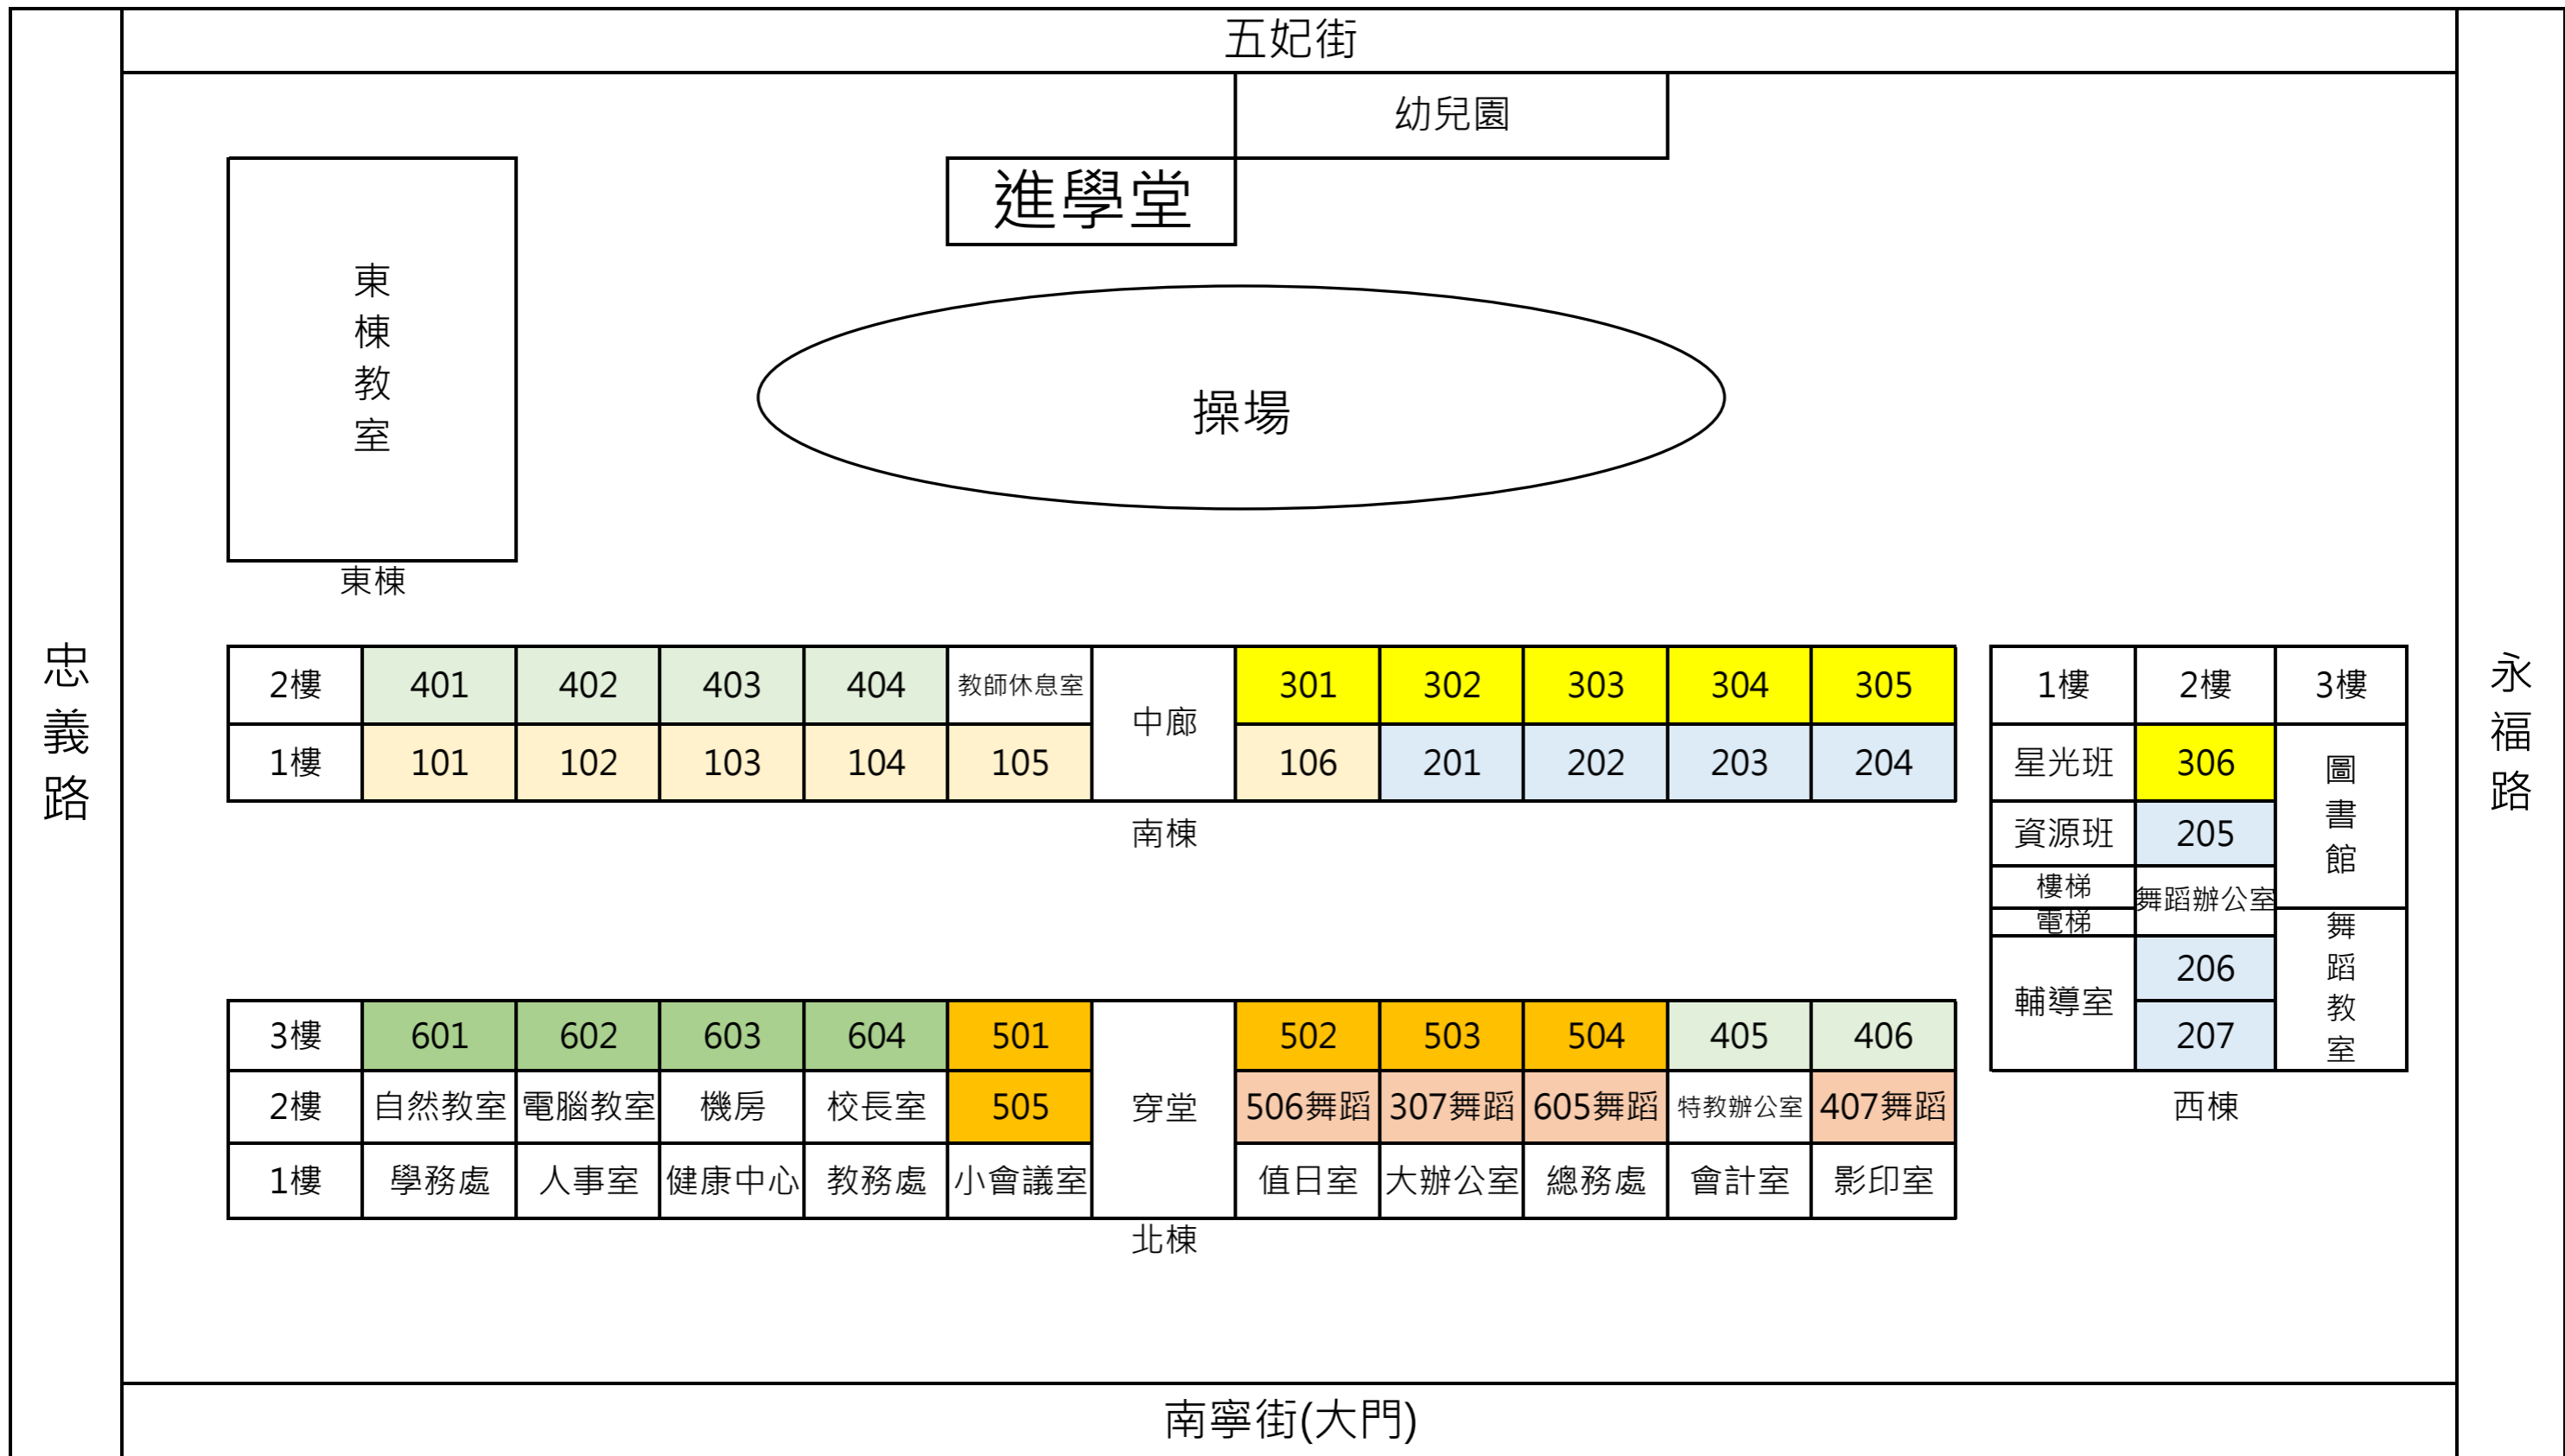 五妃街
幼兒園
進學堂
東棟教室
操場
東棟
忠義路
永福路
2樓 401 402 403 404 教師休息室 中廊 301 302 303 304 305
1樓 101 102 103 104 105 106 201 202 203 204
南棟
1樓 2樓 3樓
星光班 306 圖書館
資源班 205
樓梯 舞蹈辦公室
電梯
輔導室 206 舞蹈教室
207
西棟
3樓 601 602 603 604 501 穿堂 502 503 504 405 406
2樓 自然教室 電腦教室 機房 校長室 505 506舞蹈 307舞蹈 605舞蹈 特教辦公室 407舞蹈
1樓 學務處 人事室 健康中心 教務處 小會議室 值日室 大辦公室 總務處 會計室 影印室
北棟
南寧街(大門)